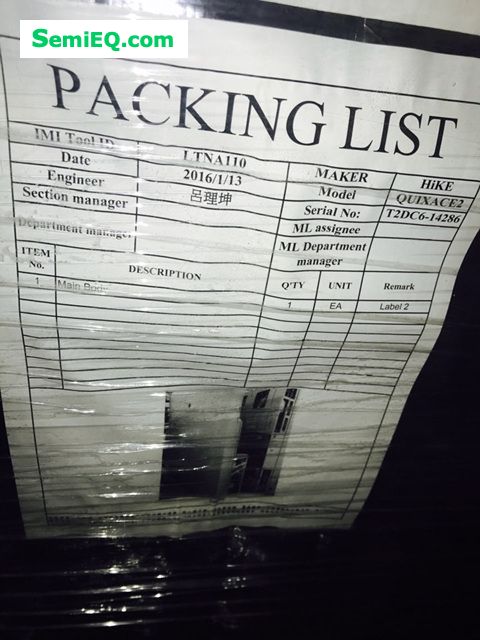 SemiEQ.com
PACKING LIST
IMI Tool ID LTNA110 MAKER HiKE
Date 2016/1/13 Model QUIXACE2
Engineer 呂理坤 Serial No: T2DC6-14286
Section manager ML assignee
Department manager ML Department manager
ITEM No. DESCRIPTION Q'TY UNIT Remark
1 Main Body 1 EA Label 2